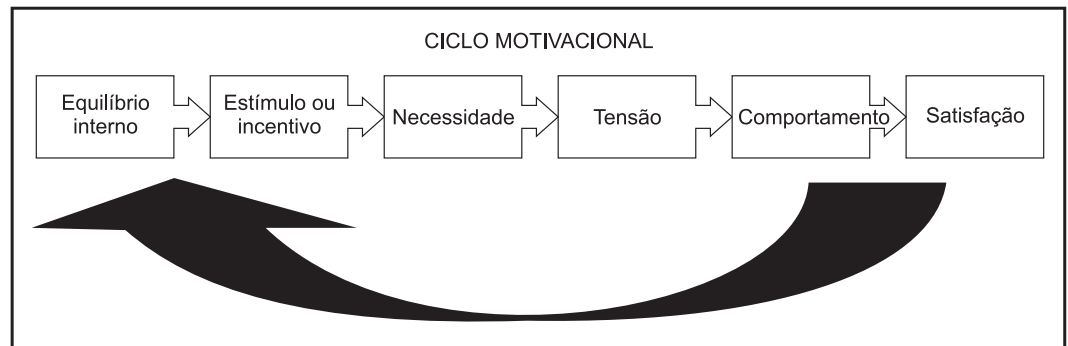 CICLO MOTIVACIONAL
Equilíbrio
interno
Estímulo ou
incentivo
Necessidade
Tensão
Comportamento
Satisfação